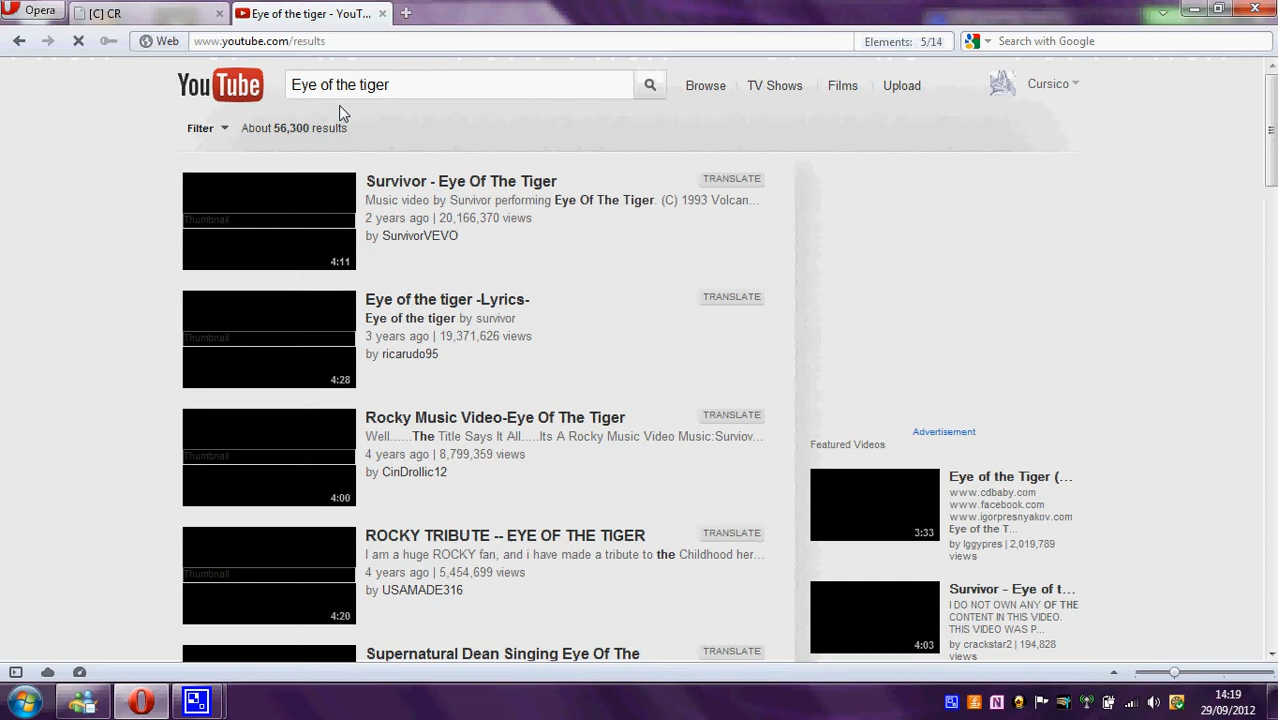 Opera
[C] CR
Eye of the tiger - YouT...
Web
www.youtube.com/results
Elements: 5/14
Search with Google
YouTube
Eye of the tiger
Browse
TV Shows
Films
Upload
Cursico
Filter
About 56,300 results
Survivor - Eye Of The Tiger
TRANSLATE
Music video by Survivor performing Eye Of The Tiger. (C) 1993 Volcan...
2 years ago | 20,166,370 views
by SurvivorVEVO
Thumbnail
4:11
Eye of the tiger -Lyrics-
TRANSLATE
Eye of the tiger by survivor
3 years ago | 19,371,626 views
by ricarudo95
Thumbnail
4:28
Rocky Music Video-Eye Of The Tiger
TRANSLATE
Well......The Title Says It All.....Its A Rocky Music Video Music:Surviov...
4 years ago | 8,799,359 views
by CinDrollic12
Thumbnail
4:00
ROCKY TRIBUTE -- EYE OF THE TIGER
TRANSLATE
I am a huge ROCKY fan, and i have made a tribute to the Childhood her...
4 years ago | 5,454,699 views
by USAMADE316
Thumbnail
4:20
Supernatural Dean Singing Eye Of The
TRANSLATE
Advertisement
Featured Videos
Eye of the Tiger (...
www.cdbaby.com
www.facebook.com
www.igorpresnyakov.com
Eye of the T...
by Iggypres | 2,019,789
views
3:33
Survivor - Eye of t...
I DO NOT OWN ANY OF THE
CONTENT IN THIS VIDEO.
THIS VIDEO WAS P...
by crackstar2 | 194,828
views
4:03
14:19
29/09/2012